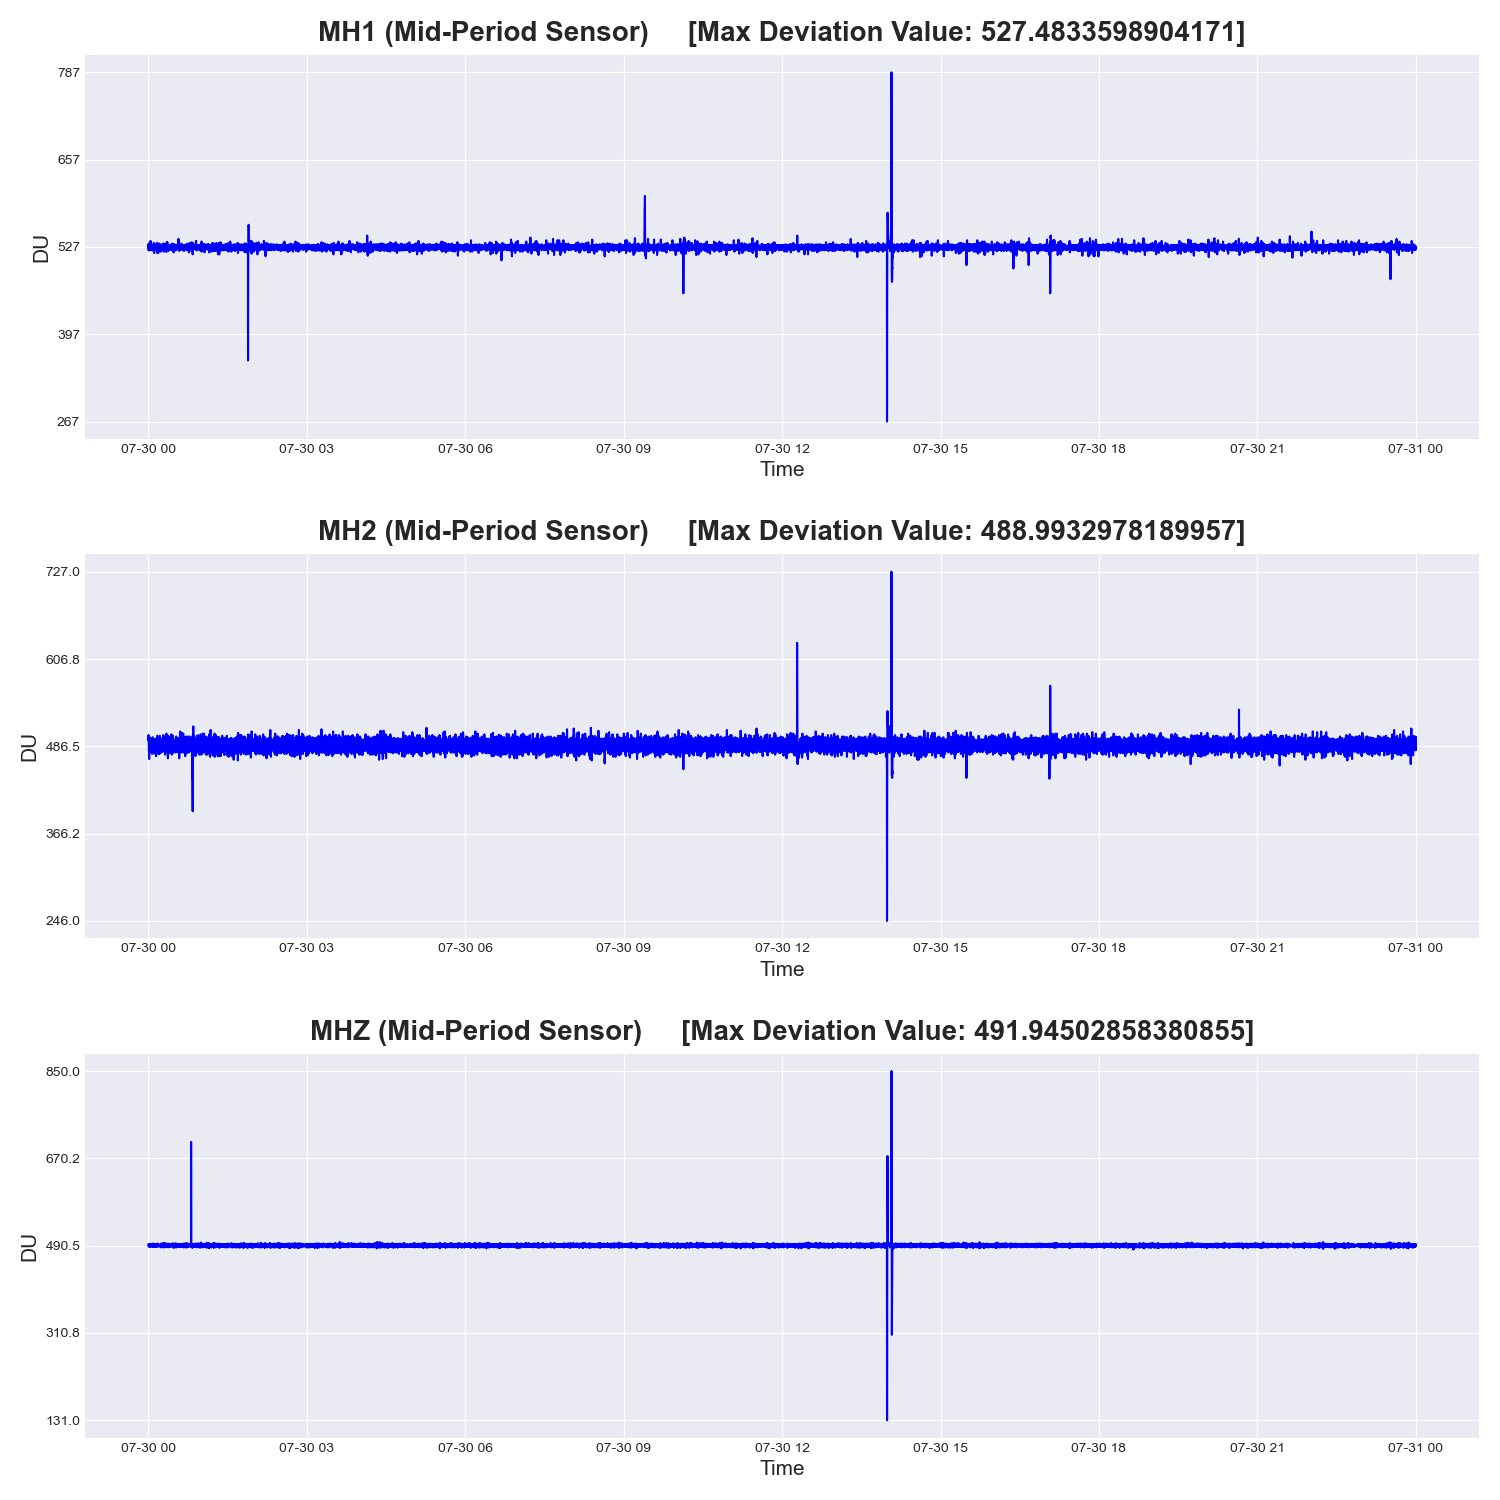 MH1 (Mid-Period Sensor) [Max Deviation Value: 527.4833598904171]
787
657
527
397
267
DU
07-30 00 07-30 03 07-30 06 07-30 09 07-30 12 07-30 15 07-30 18 07-30 21 07-31 00
Time
MH2 (Mid-Period Sensor) [Max Deviation Value: 488.9932978189957]
727.0
606.8
486.5
366.2
246.0
DU
07-30 00 07-30 03 07-30 06 07-30 09 07-30 12 07-30 15 07-30 18 07-30 21 07-31 00
Time
MHZ (Mid-Period Sensor) [Max Deviation Value: 491.94502858380855]
850.0
670.2
490.5
310.8
131.0
DU
07-30 00 07-30 03 07-30 06 07-30 09 07-30 12 07-30 15 07-30 18 07-30 21 07-31 00
Time